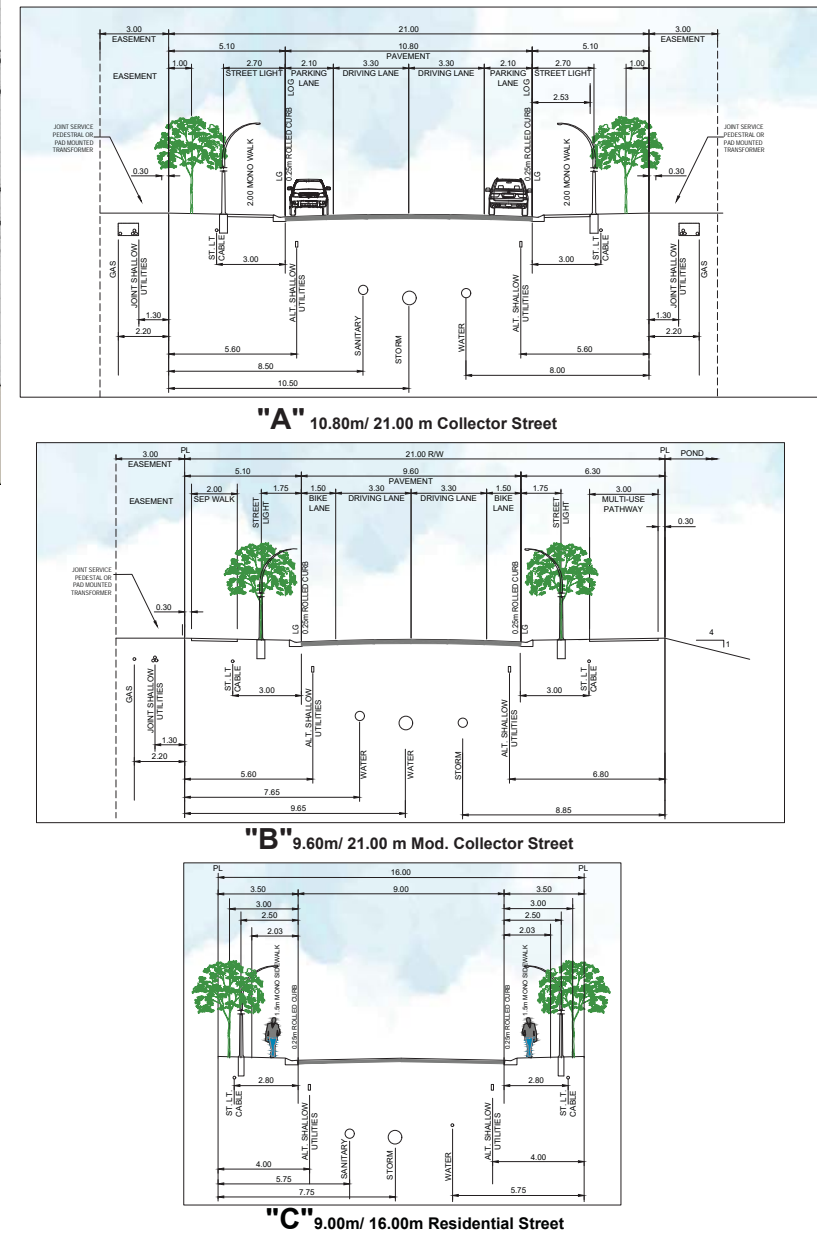 3.00
21.00
3.00
EASEMENT
EASEMENT
5.10
10.80
5.10
PAVEMENT
EASEMENT
1.00
2.70
STREET LIGHT
2.10
PARKING
LANE
3.30
DRIVING LANE
3.30
DRIVING LANE
2.10
PARKING
LANE
2.70
STREET LIGHT
1.00
2.53
JOINT SERVICE
PEDESTRAL OR
PAD MOUNTED
TRANSFORMER
0.30
2.00 MONO WALK
LOG
0.25m ROLLED CURB
LG
LOG
0.25m ROLLED CURB
LG
2.00 MONO WALK
JOINT SERVICE
PEDESTRAL OR
PAD MOUNTED
TRANSFORMER
0.30
GAS
JOINT SHALLOW
UTILITIES
1.30
2.20
ST. LT
CABLE
3.00
ALT. SHALLOW
UTILITIES
SANITARY
STORM
WATER
ALT. SHALLOW
UTILITIES
3.00
ST. LT
CABLE
JOINT SHALLOW
UTILITIES
GAS
1.30
2.20
5.60
5.60
8.50
8.00
10.50
"A" 10.80m/ 21.00 m Collector Street
3.00
PL
21.00 R/W
PL
POND
EASEMENT
5.10
9.60
6.30
PAVEMENT
EASEMENT
2.00
SEP WALK
1.75
STREET
LIGHT
1.50
BIKE
LANE
3.30
DRIVING LANE
3.30
DRIVING LANE
1.50
BIKE
LANE
1.75
STREET
LIGHT
3.00
MULTI-USE
PATHWAY
0.30
JOINT SERVICE
PEDESTAL OR
PAD MOUNTED
TRANSFORMER
0.30
LG
0.25m ROLLED CURB
0.25m ROLLED CURB
LG
4
1
GAS
JOINT SHALLOW
UTILITIES
1.30
2.20
ST. LT
CABLE
3.00
ALT. SHALLOW
UTILITIES
WATER
WATER
STORM
ALT. SHALLOW
UTILITIES
3.00
ST. LT
CABLE
5.60
6.80
7.65
9.65
8.85
"B" 9.60m/ 21.00 m Mod. Collector Street
PL
16.00
PL
3.50
9.00
3.50
3.00
3.00
2.50
2.50
2.03
2.03
1.5m MONO SIDEWALK
0.25m ROLLED CURB
0.25m ROLLED CURB
1.5m MONO SIDEWALK
2.80
2.80
ST. LT.
CABLE
ALT. SHALLOW
UTILITIES
SANITARY
STORM
WATER
ALT. SHALLOW
UTILITIES
ST. LT
CABLE
4.00
4.00
5.75
5.75
7.75
"C" 9.00m/ 16.00m Residential Street